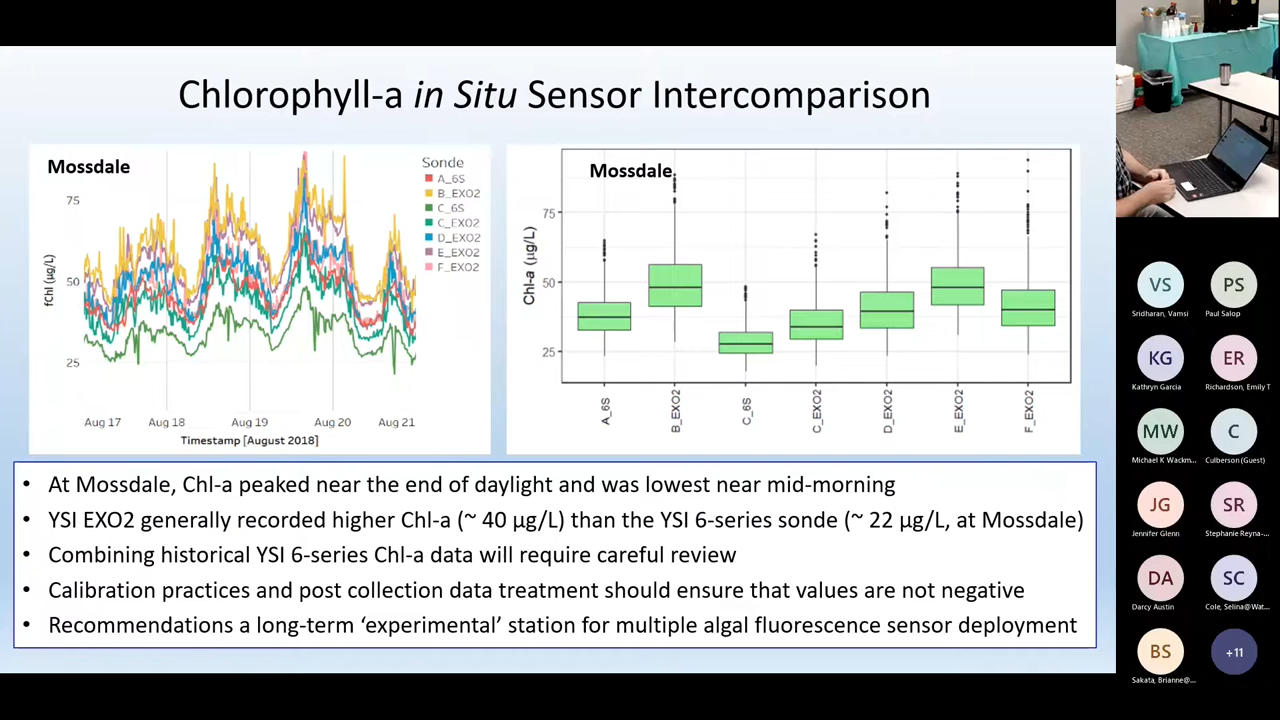 Chlorophyll-a in Situ Sensor Intercomparison
Mossdale
Sonde
A_6S
B_EXO2
C_6S
C_EXO2
D_EXO2
E_EXO2
F_EXO2
fChl (µg/L)
75
50
25
Aug 17
Aug 18
Aug 19
Aug 20
Aug 21
Timestamp [August 2018]
Mossdale
Chl-a (µg/L)
75
50
25
A_6S
B_EXO2
C_6S
C_EXO2
D_EXO2
E_EXO2
F_EXO2
• At Mossdale, Chl-a peaked near the end of daylight and was lowest near mid-morning
• YSI EXO2 generally recorded higher Chl-a (~ 40 µg/L) than the YSI 6-series sonde (~ 22 µg/L, at Mossdale)
• Combining historical YSI 6-series Chl-a data will require careful review
• Calibration practices and post collection data treatment should ensure that values are not negative
• Recommendations a long-term ‘experimental’ station for multiple algal fluorescence sensor deployment
VS
Sridharan, Vamsi
PS
Paul Salop
KG
Kathryn Garcia
ER
Richardson, Emily T
MW
Michael K Wackm...
C
Culberson (Guest)
JG
Jennifer Glenn
SR
Stephanie Reyna-...
DA
Darcy Austin
SC
Cole, Selina@Wat...
BS
Sakata, Brianne@...
+11